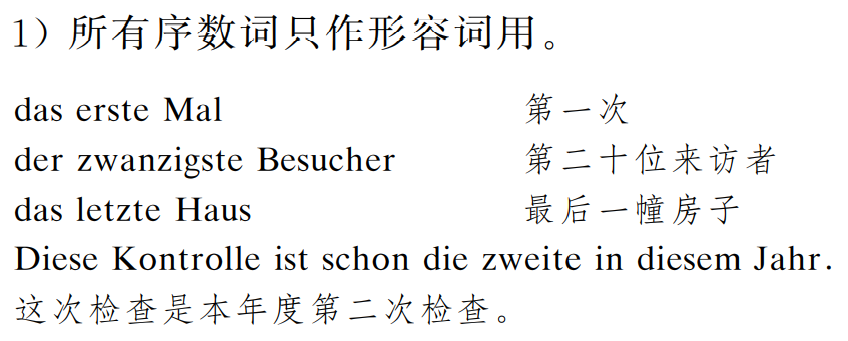 1）所有序数词只作形容词用。
das erste Mal 第一次
der zwanzigste Besucher 第二十位来访者
das letzte Haus 最后一幢房子
Diese Kontrolle ist schon die zweite in diesem Jahr.
这次检查是本年度第二次检查。